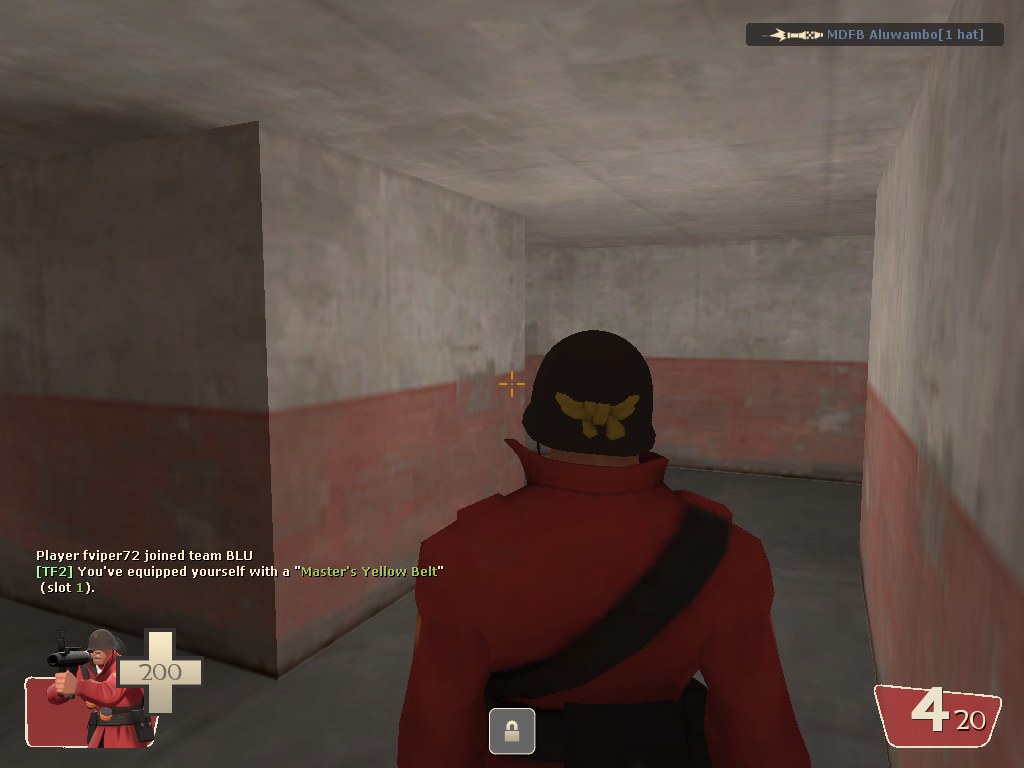 MDFB Aluwambo[1 hat]
Player fviper72 joined team BLU
[TF2] You've equipped yourself with a "Master's Yellow Belt"
(slot 1).
200
4 20